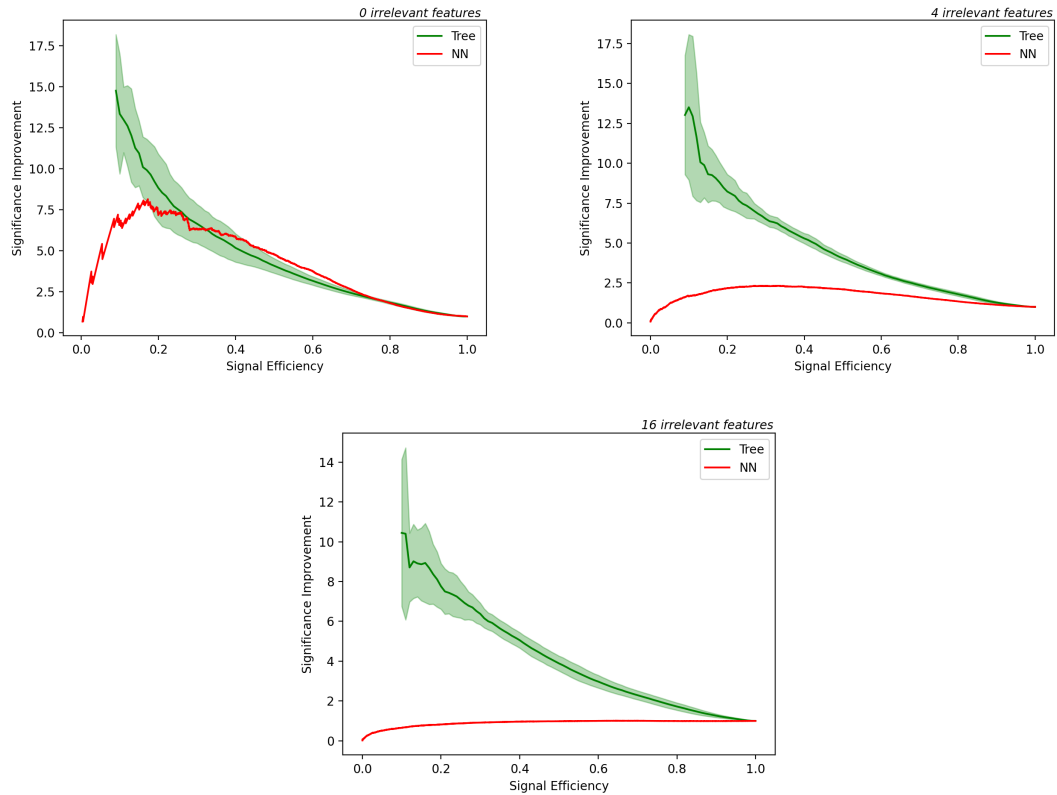 0 irrelevant features
Tree
NN
17.5
15.0
12.5
10.0
7.5
5.0
2.5
0.0
Significance Improvement
0.0 0.2 0.4 0.6 0.8 1.0
Signal Efficiency
4 irrelevant features
Tree
NN
17.5
15.0
12.5
10.0
7.5
5.0
2.5
0.0
Significance Improvement
0.0 0.2 0.4 0.6 0.8 1.0
Signal Efficiency
16 irrelevant features
Tree
NN
14
12
10
8
6
4
2
0
Significance Improvement
0.0 0.2 0.4 0.6 0.8 1.0
Signal Efficiency